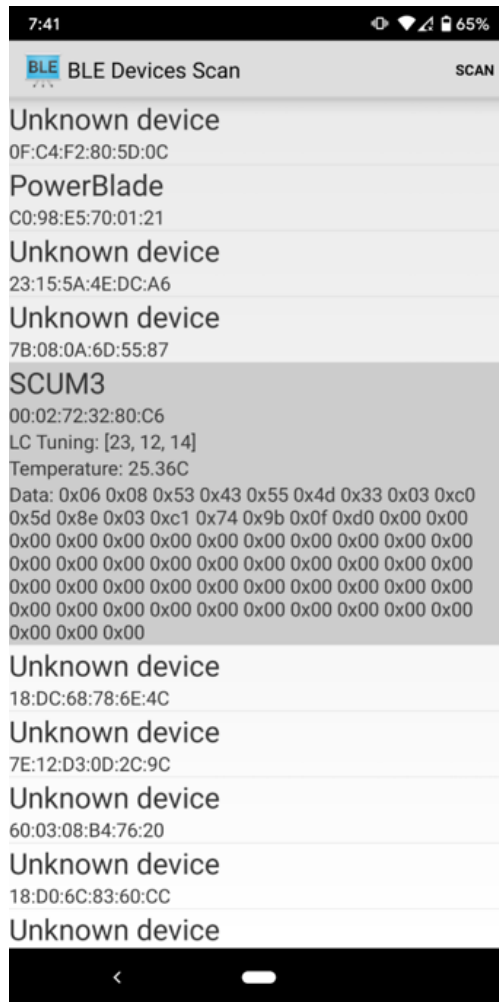 7:41
65%
BLE
BLE Devices Scan
SCAN
Unknown device
0F:C4:F2:80:5D:0C
PowerBlade
C0:98:E5:70:01:21
Unknown device
23:15:5A:4E:DC:A6
Unknown device
7B:08:0A:6D:55:87
SCUM3
00:02:72:32:80:C6
LC Tuning: [23, 12, 14]
Temperature: 25.36C
Data: 0x06 0x08 0x53 0x43 0x55 0x4d 0x33 0x03 0xc0
0x5d 0x8e 0x03 0xc1 0x74 0x9b 0x0f 0xd0 0x00 0x00
0x00 0x00 0x00 0x00 0x00 0x00 0x00 0x00 0x00 0x00
0x00 0x00 0x00 0x00 0x00 0x00 0x00 0x00 0x00 0x00
0x00 0x00 0x00 0x00 0x00 0x00 0x00 0x00 0x00 0x00
0x00 0x00 0x00 0x00 0x00 0x00 0x00 0x00 0x00 0x00
0x00 0x00 0x00
Unknown device
18:DC:68:78:6E:4C
Unknown device
7E:12:D3:0D:2C:9C
Unknown device
60:03:08:B4:76:20
Unknown device
18:D0:6C:83:60:CC
Unknown device